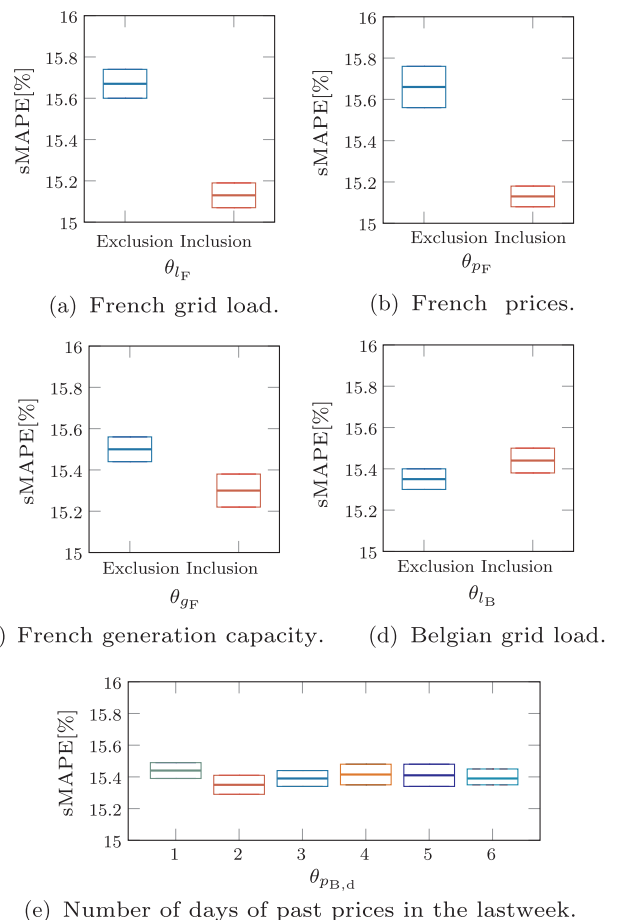 16
15.8
15.6
15.4
15.2
15
sMAPE[%]
Exclusion Inclusion
θ_{l_F}
(a) French grid load.
16
15.8
15.6
15.4
15.2
15
sMAPE[%]
Exclusion Inclusion
θ_{p_F}
(b) French prices.
16
15.8
15.6
15.4
15.2
15
sMAPE[%]
Exclusion Inclusion
θ_{g_F}
) French generation capacity.
16
15.8
15.6
15.4
15.2
15
sMAPE[%]
Exclusion Inclusion
θ_{l_B}
(d) Belgian grid load.
16
15.8
15.6
15.4
15.2
15
sMAPE[%]
1 2 3 4 5 6
θ_{p_{B,d}}
(e) Number of days of past prices in the lastweek.